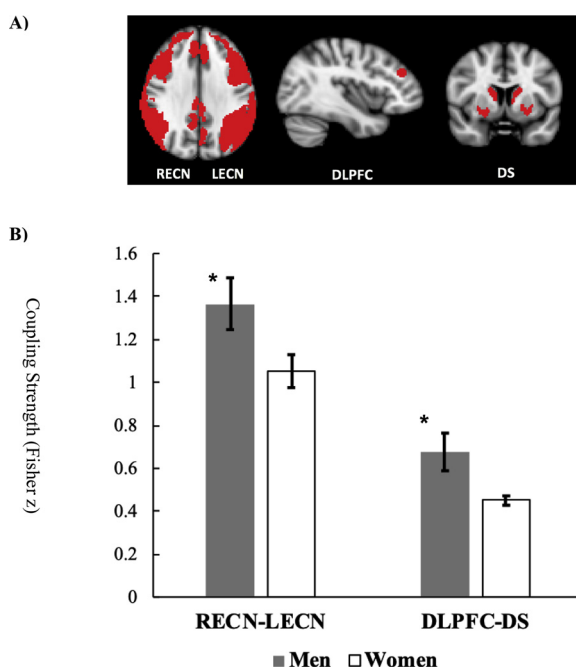 A)
RECN LECN DLPFC DS
B)
Coupling Strength (Fisher z)
1.6
1.4
1.2
1
0.8
0.6
0.4
0.2
0
*
*
RECN-LECN DLPFC-DS
Men Women